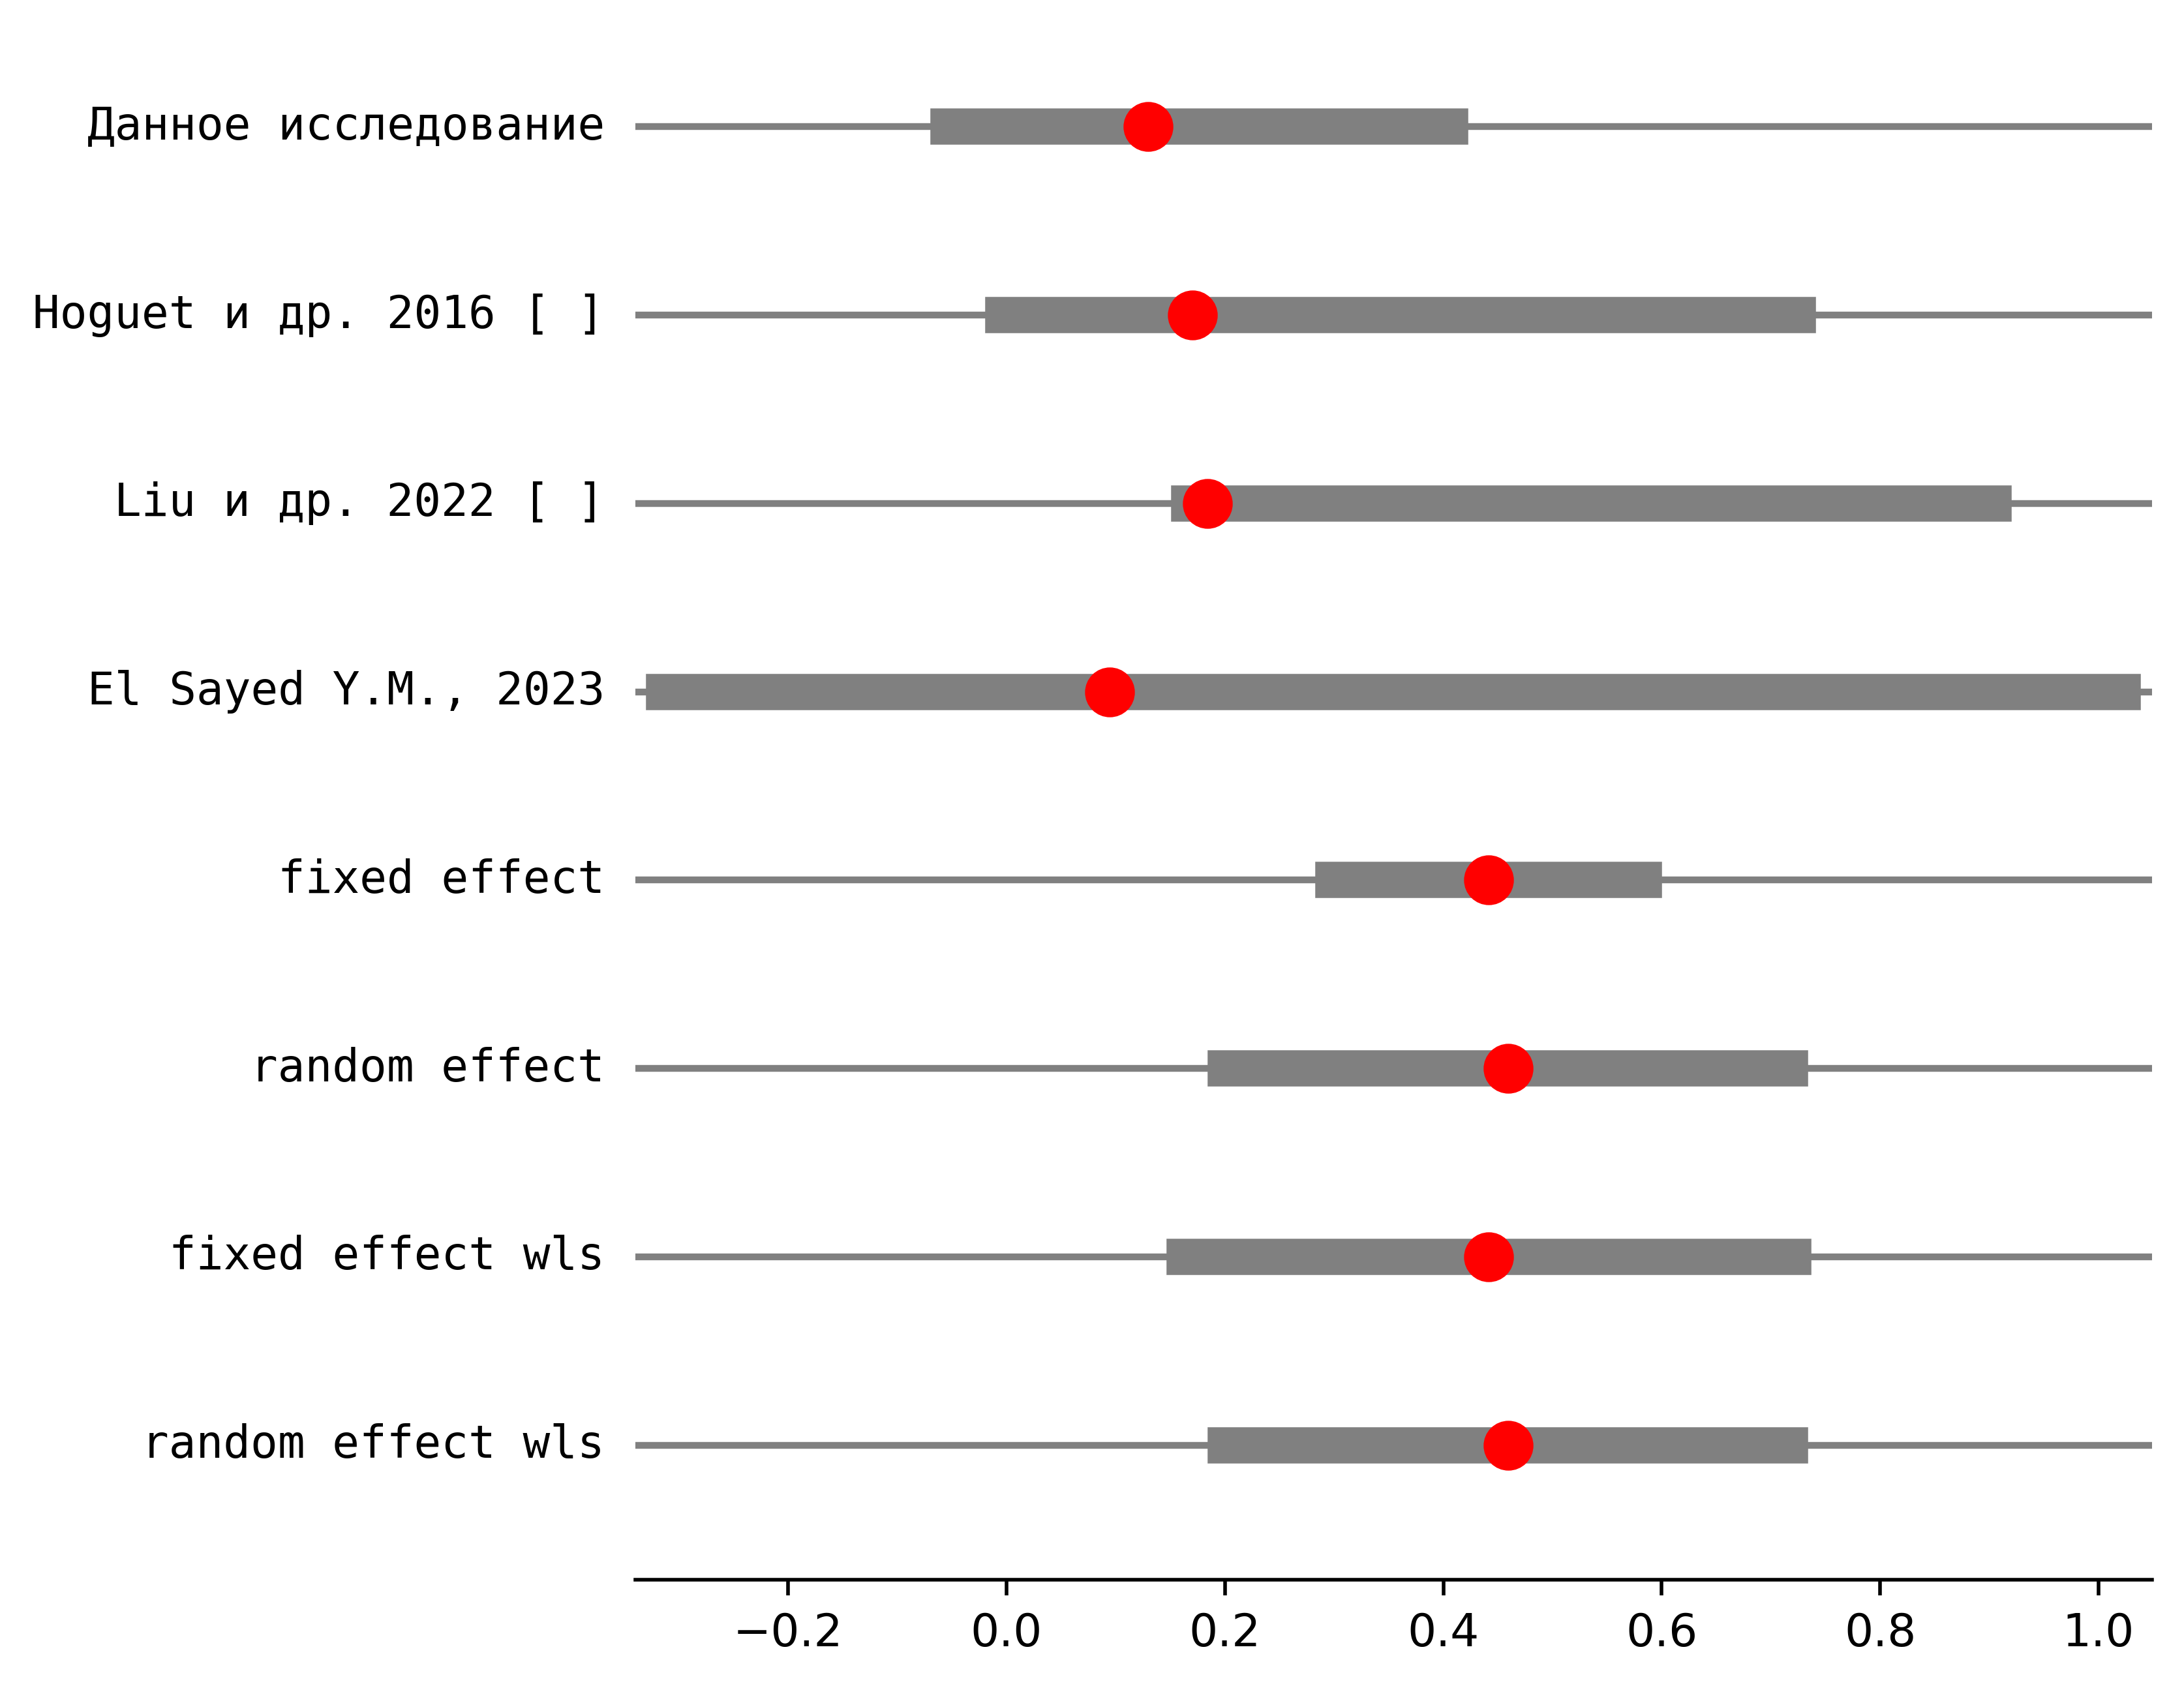 Данное исследование
Hoguet и др. 2016 [ ]
Liu и др. 2022 [ ]
El Sayed Y.M., 2023
fixed effect
random effect
fixed effect wls
random effect wls
−0.2 0.0 0.2 0.4 0.6 0.8 1.0